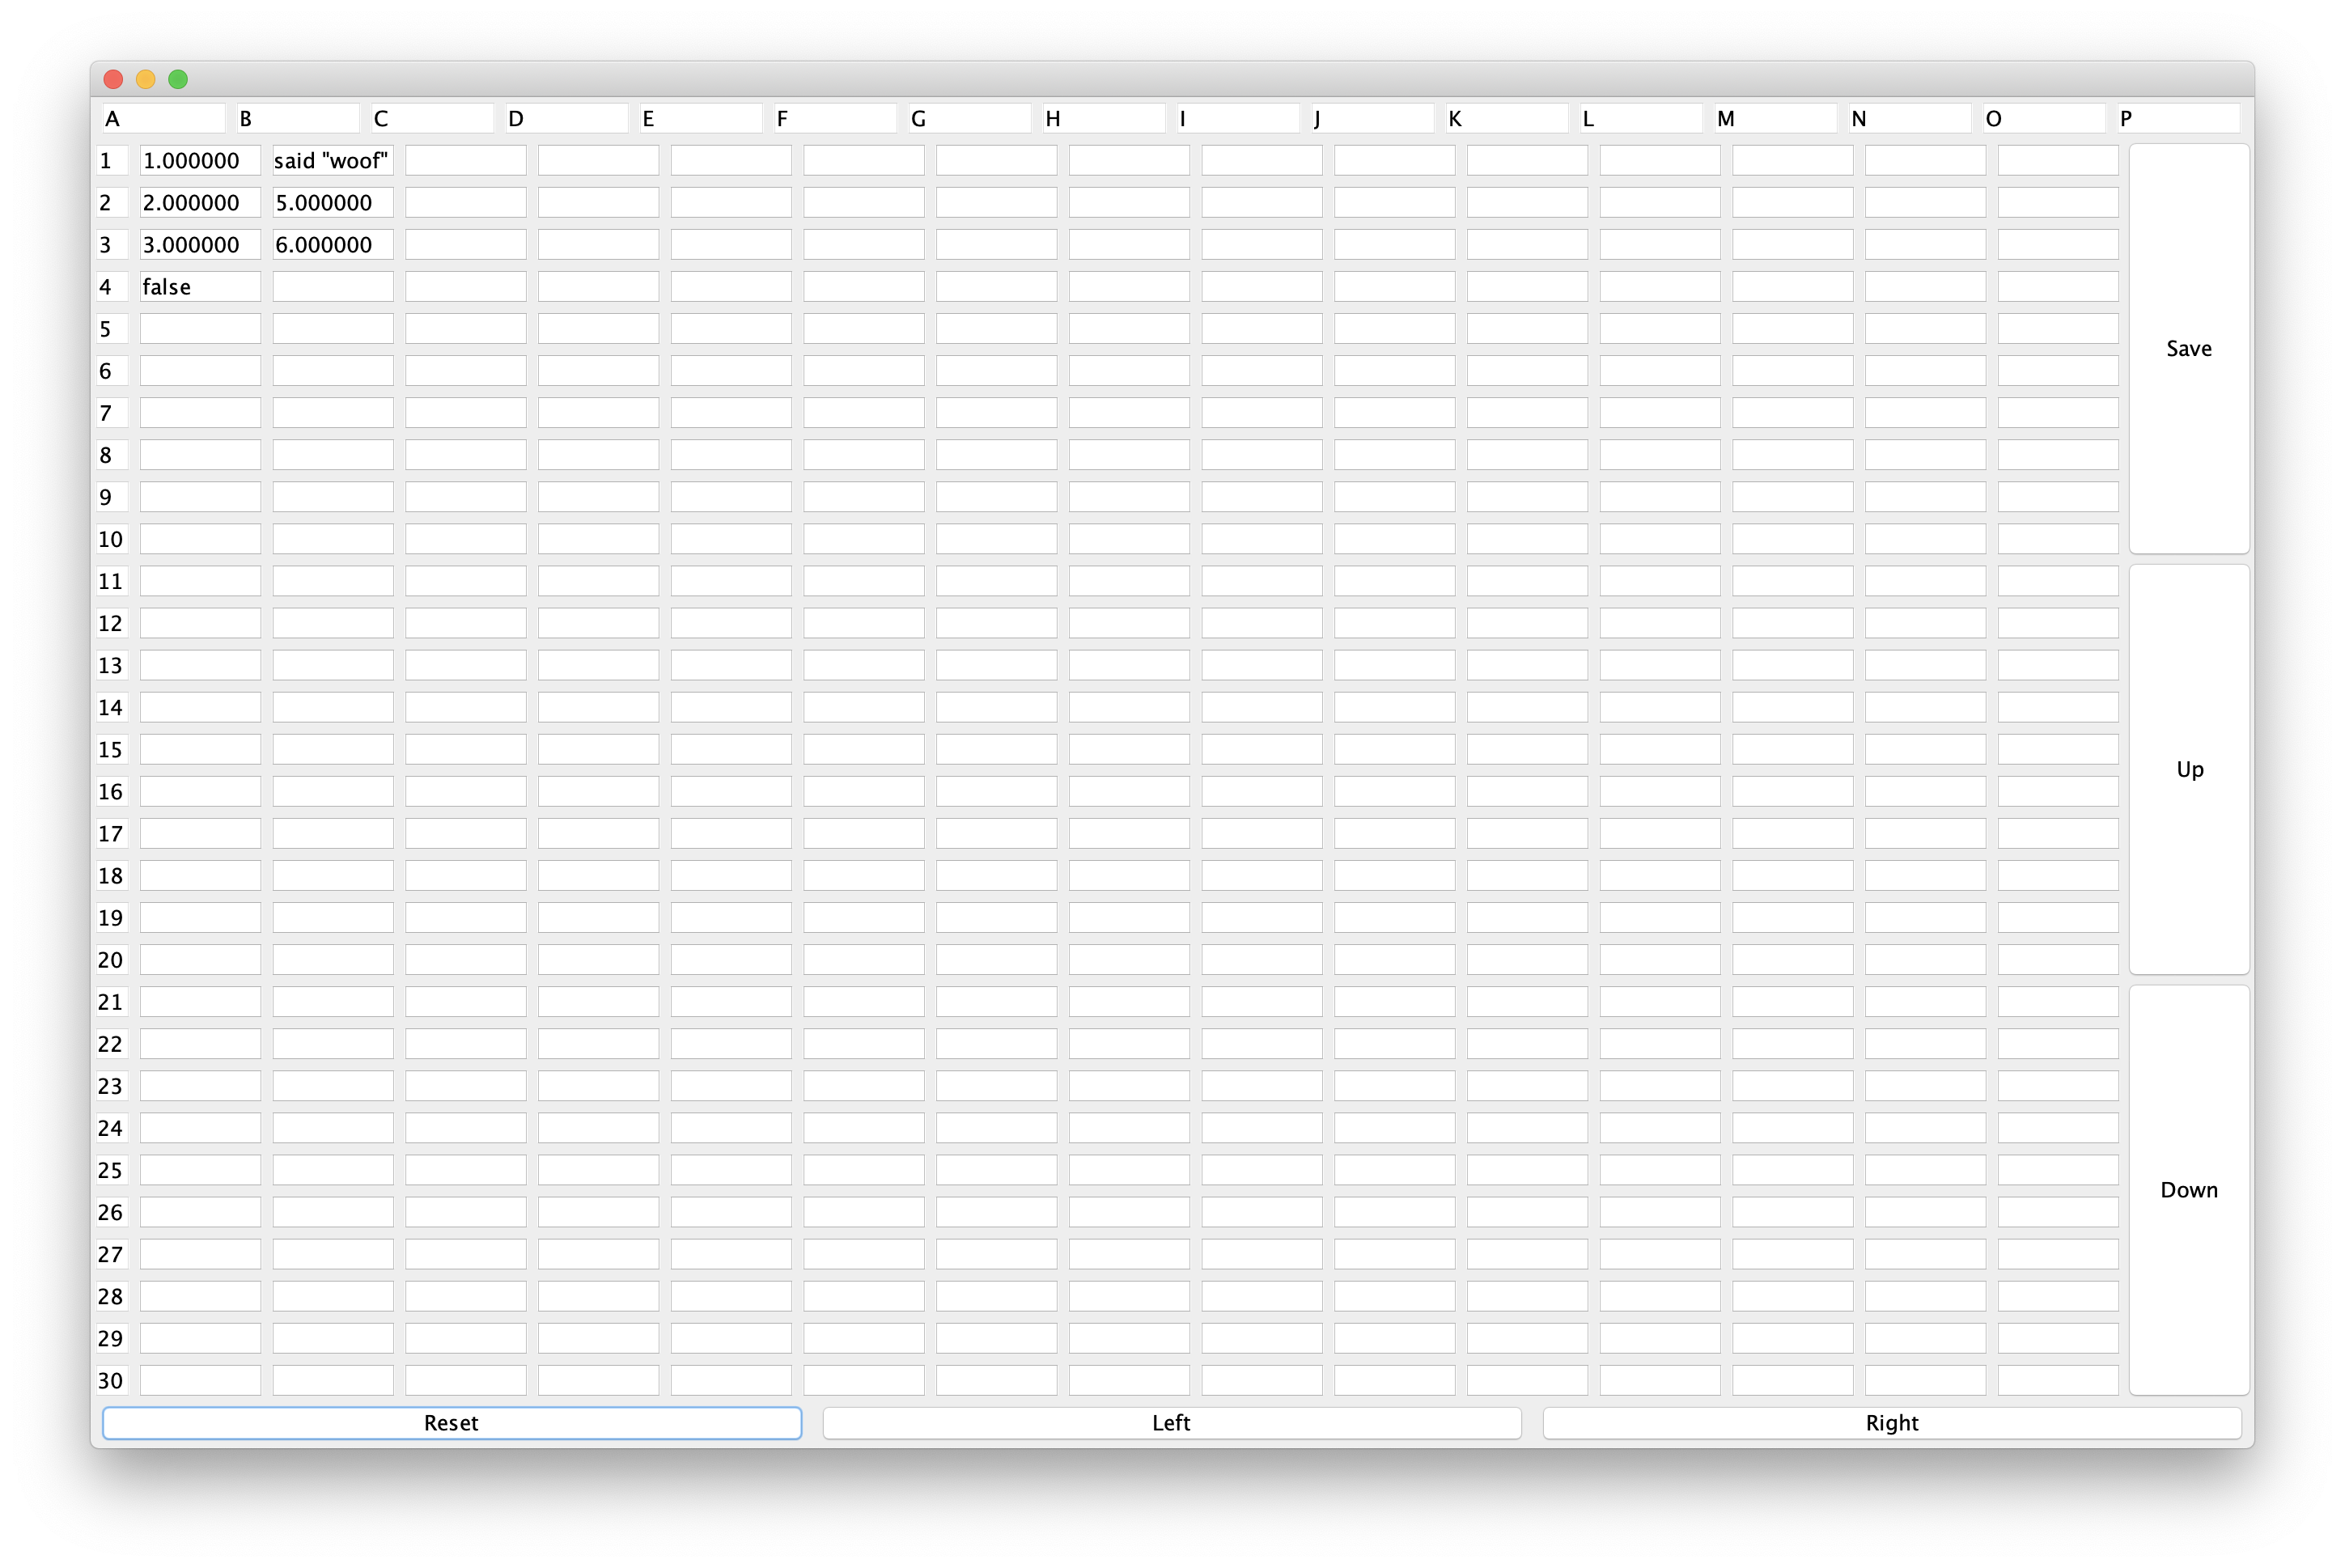 A B C D E F G H I J K L M N O P
1 1.000000 said "woof"
2 2.000000 5.000000
3 3.000000 6.000000
4 false
5
6
Save
7
8
9
10
11
12
13
14
15
16
Up
17
18
19
20
21
22
23
24
25
26
Down
27
28
29
30
Reset Left Right